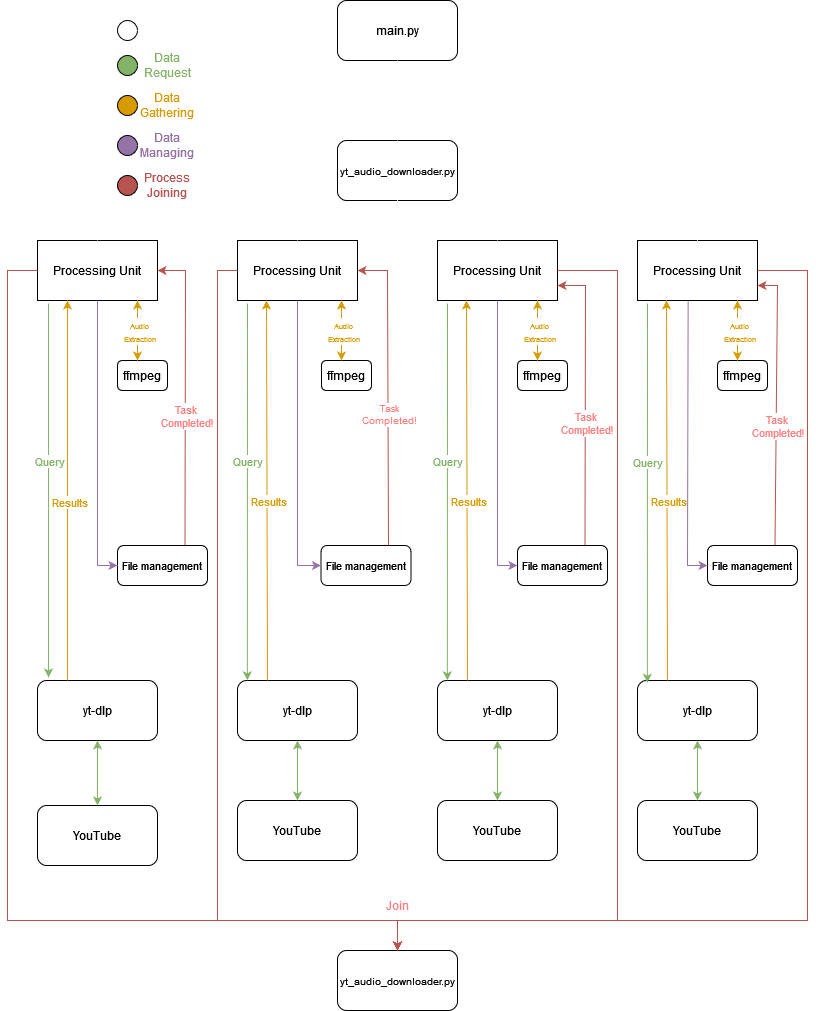 main.py
Data
Request
Data
Gathering
Data
Managing
Process
Joining
yt_audio_downloader.py
Processing Unit
Processing Unit
Processing Unit
Processing Unit
Audio
Extraction
Audio
Extraction
Audio
Extraction
Audio
Extraction
ffmpeg
ffmpeg
ffmpeg
ffmpeg
Task
Completed!
Task
Completed!
Task
Completed!
Task
Completed!
Query
Query
Query
Query
Results
Results
Results
Results
File management
File management
File management
File management
yt-dlp
yt-dlp
yt-dlp
yt-dlp
YouTube
YouTube
YouTube
YouTube
Join
yt_audio_downloader.py